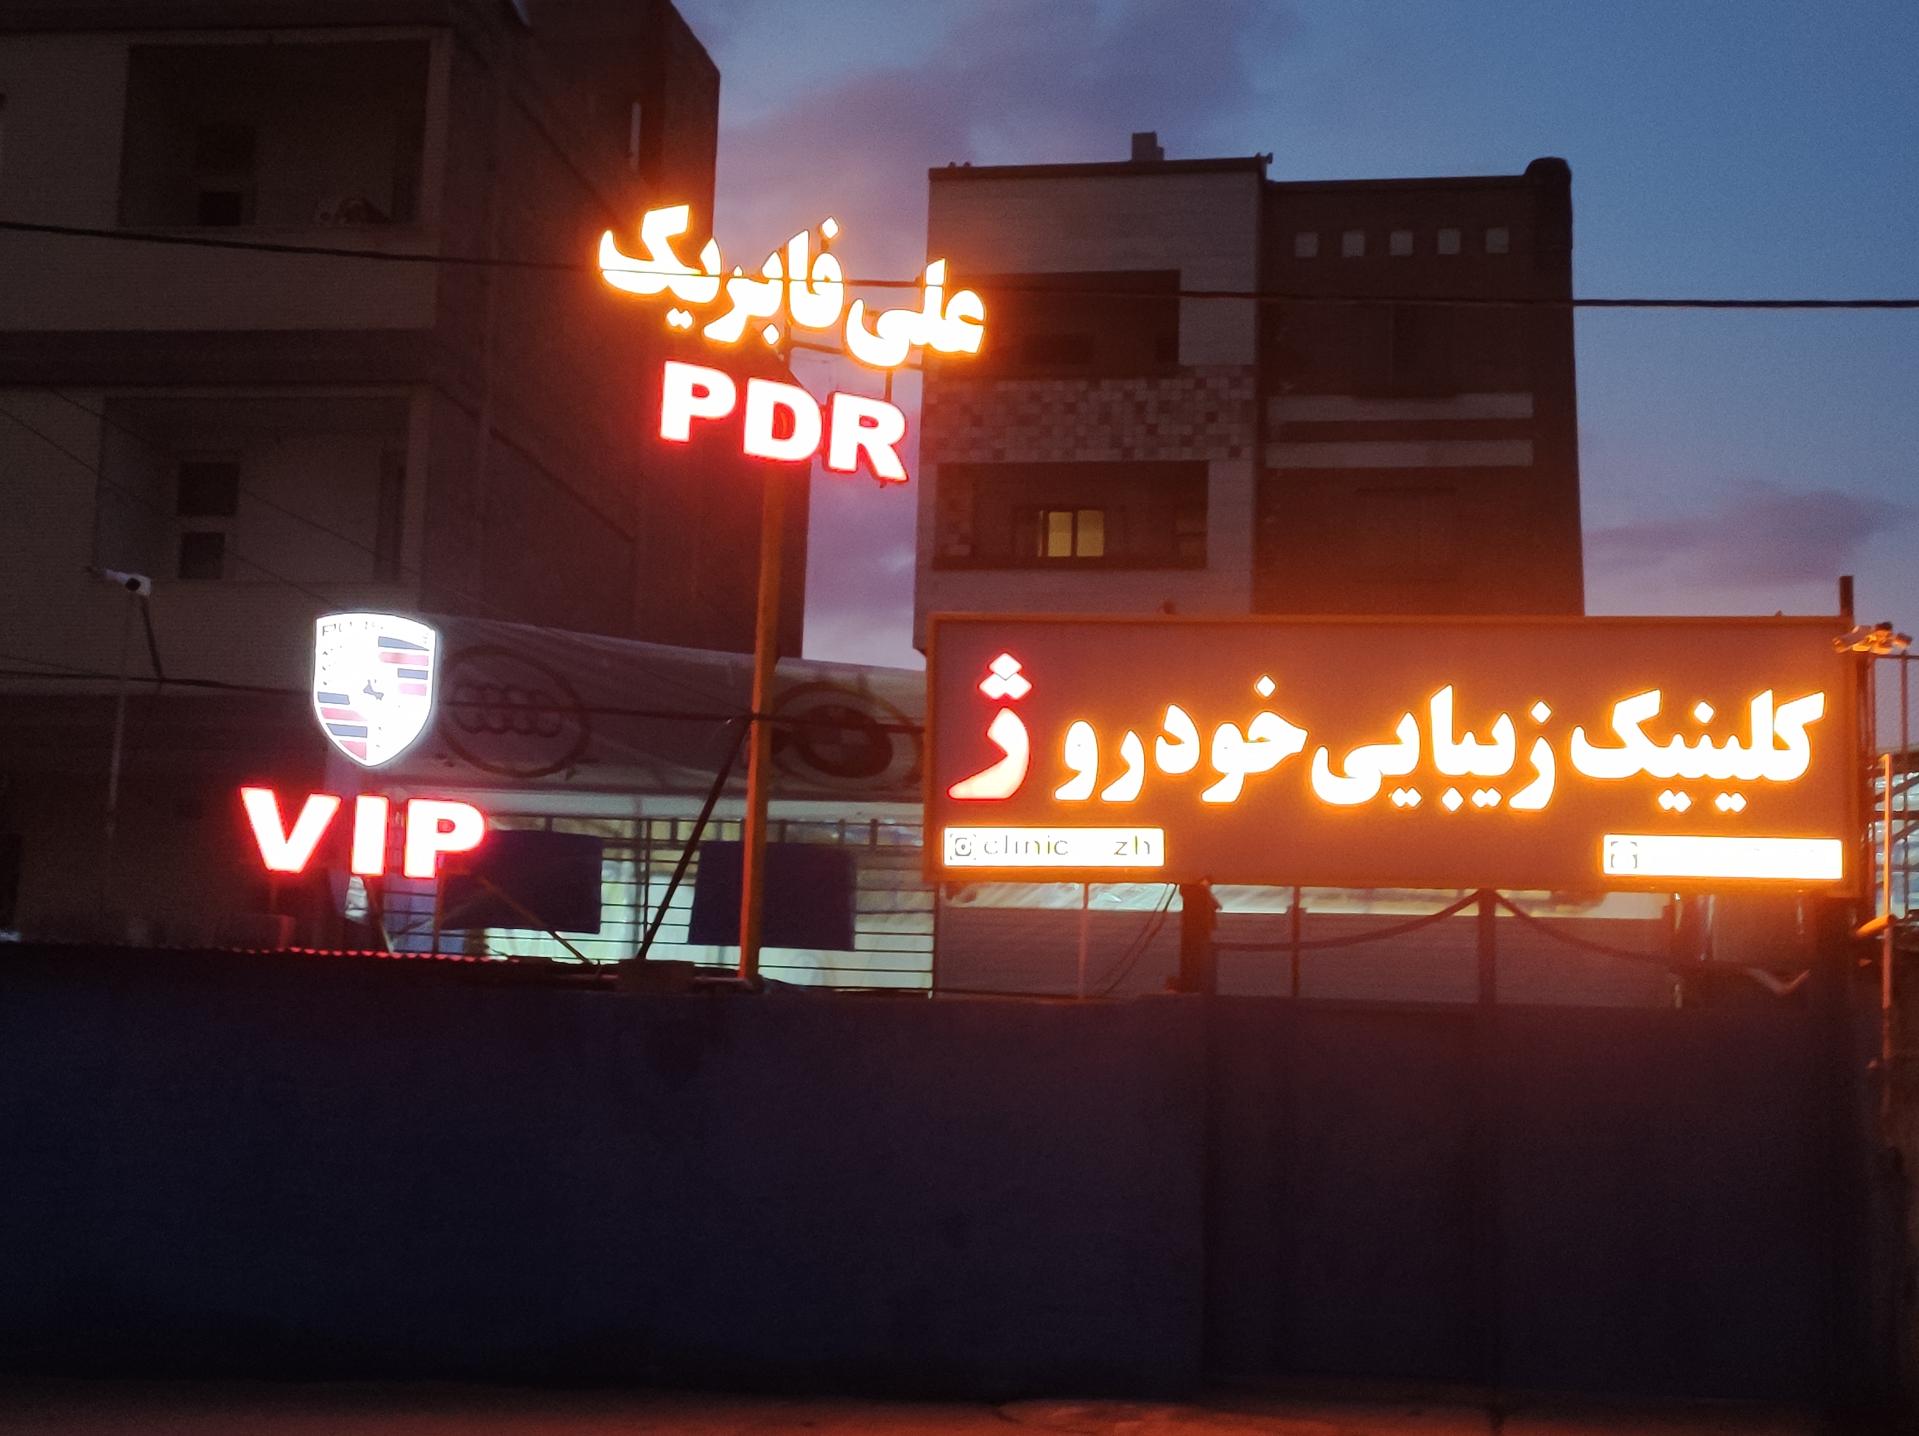 علی فابریک
PDR
VIP
کلینیک زیبایی خودرو ژ
clinic zh